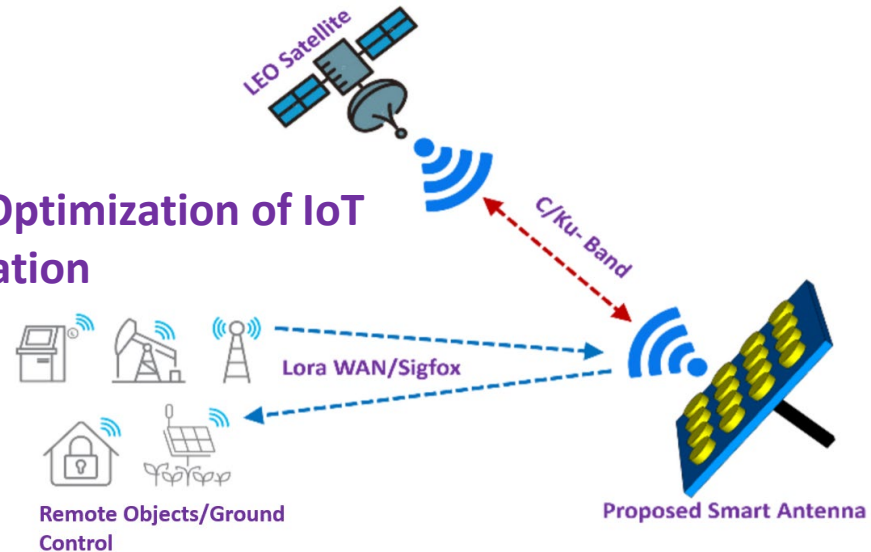 LEO Satellite
Optimization of IoT
ation
C/Ku- Band
Lora WAN/Sigfox
Remote Objects/Ground
Control
Proposed Smart Antenna